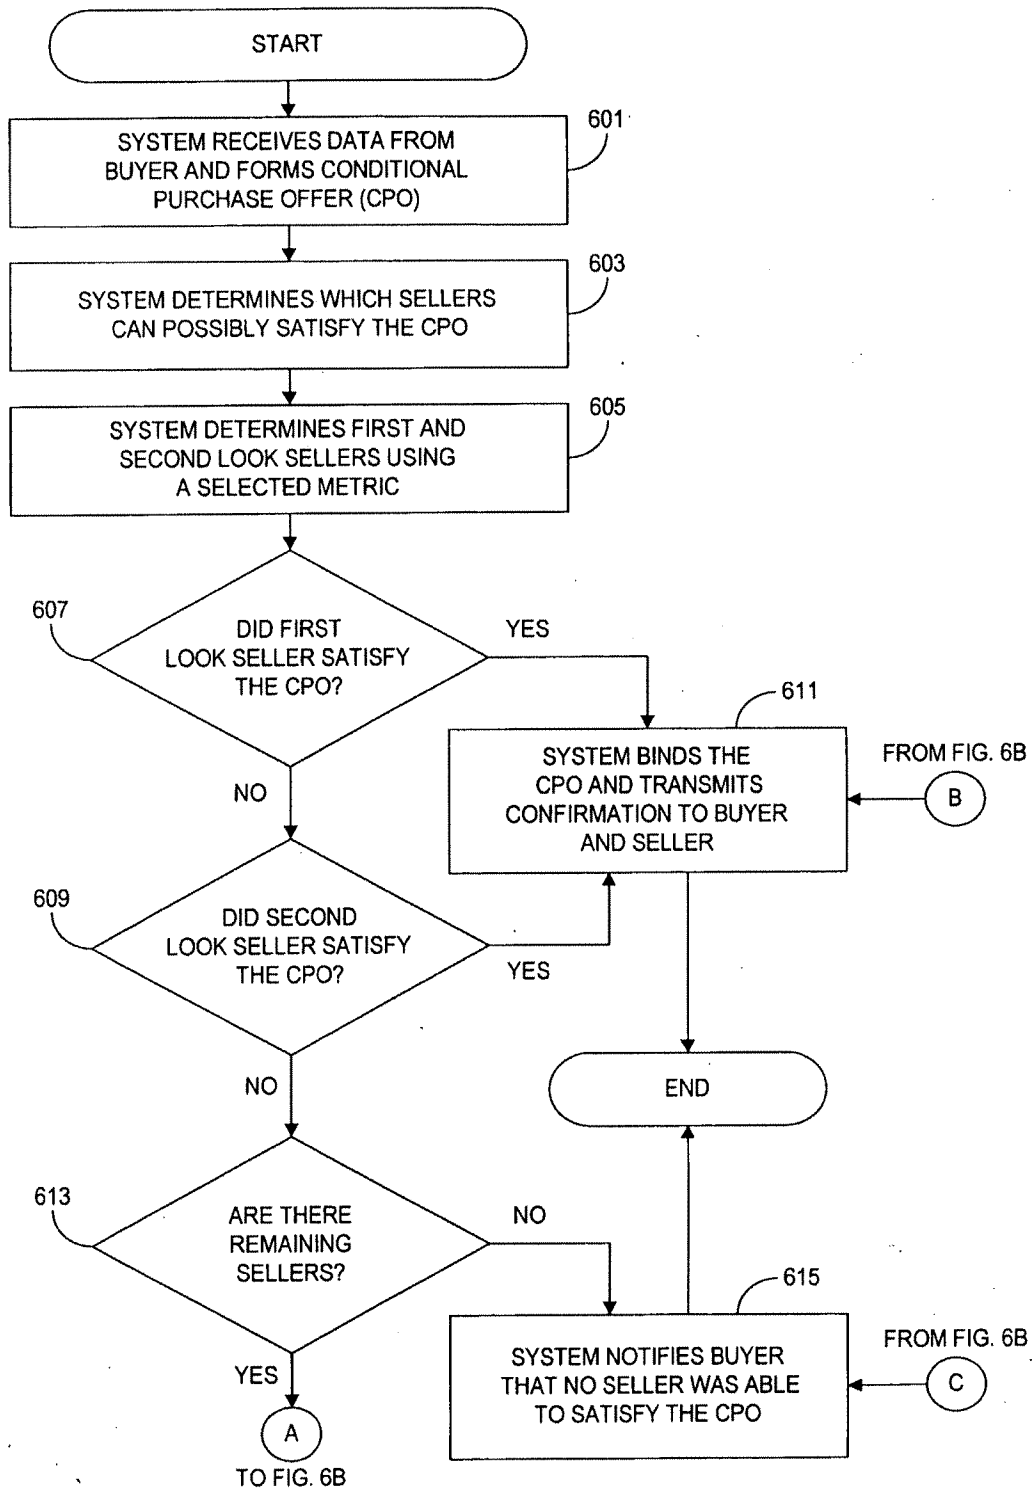 START
601
SYSTEM RECEIVES DATA FROM
BUYER AND FORMS CONDITIONAL
PURCHASE OFFER (CPO)
603
SYSTEM DETERMINES WHICH SELLERS
CAN POSSIBLY SATISFY THE CPO
605
SYSTEM DETERMINES FIRST AND
SECOND LOOK SELLERS USING
A SELECTED METRIC
607
DID FIRST
LOOK SELLER SATISFY
THE CPO?
YES
NO
611
SYSTEM BINDS THE
CPO AND TRANSMITS
CONFIRMATION TO BUYER
AND SELLER
FROM FIG. 6B
B
609
DID SECOND
LOOK SELLER SATISFY
THE CPO?
YES
NO
END
613
ARE THERE
REMAINING
SELLERS?
NO
YES
615
SYSTEM NOTIFIES BUYER
THAT NO SELLER WAS ABLE
TO SATISFY THE CPO
FROM FIG. 6B
C
A
TO FIG. 6B